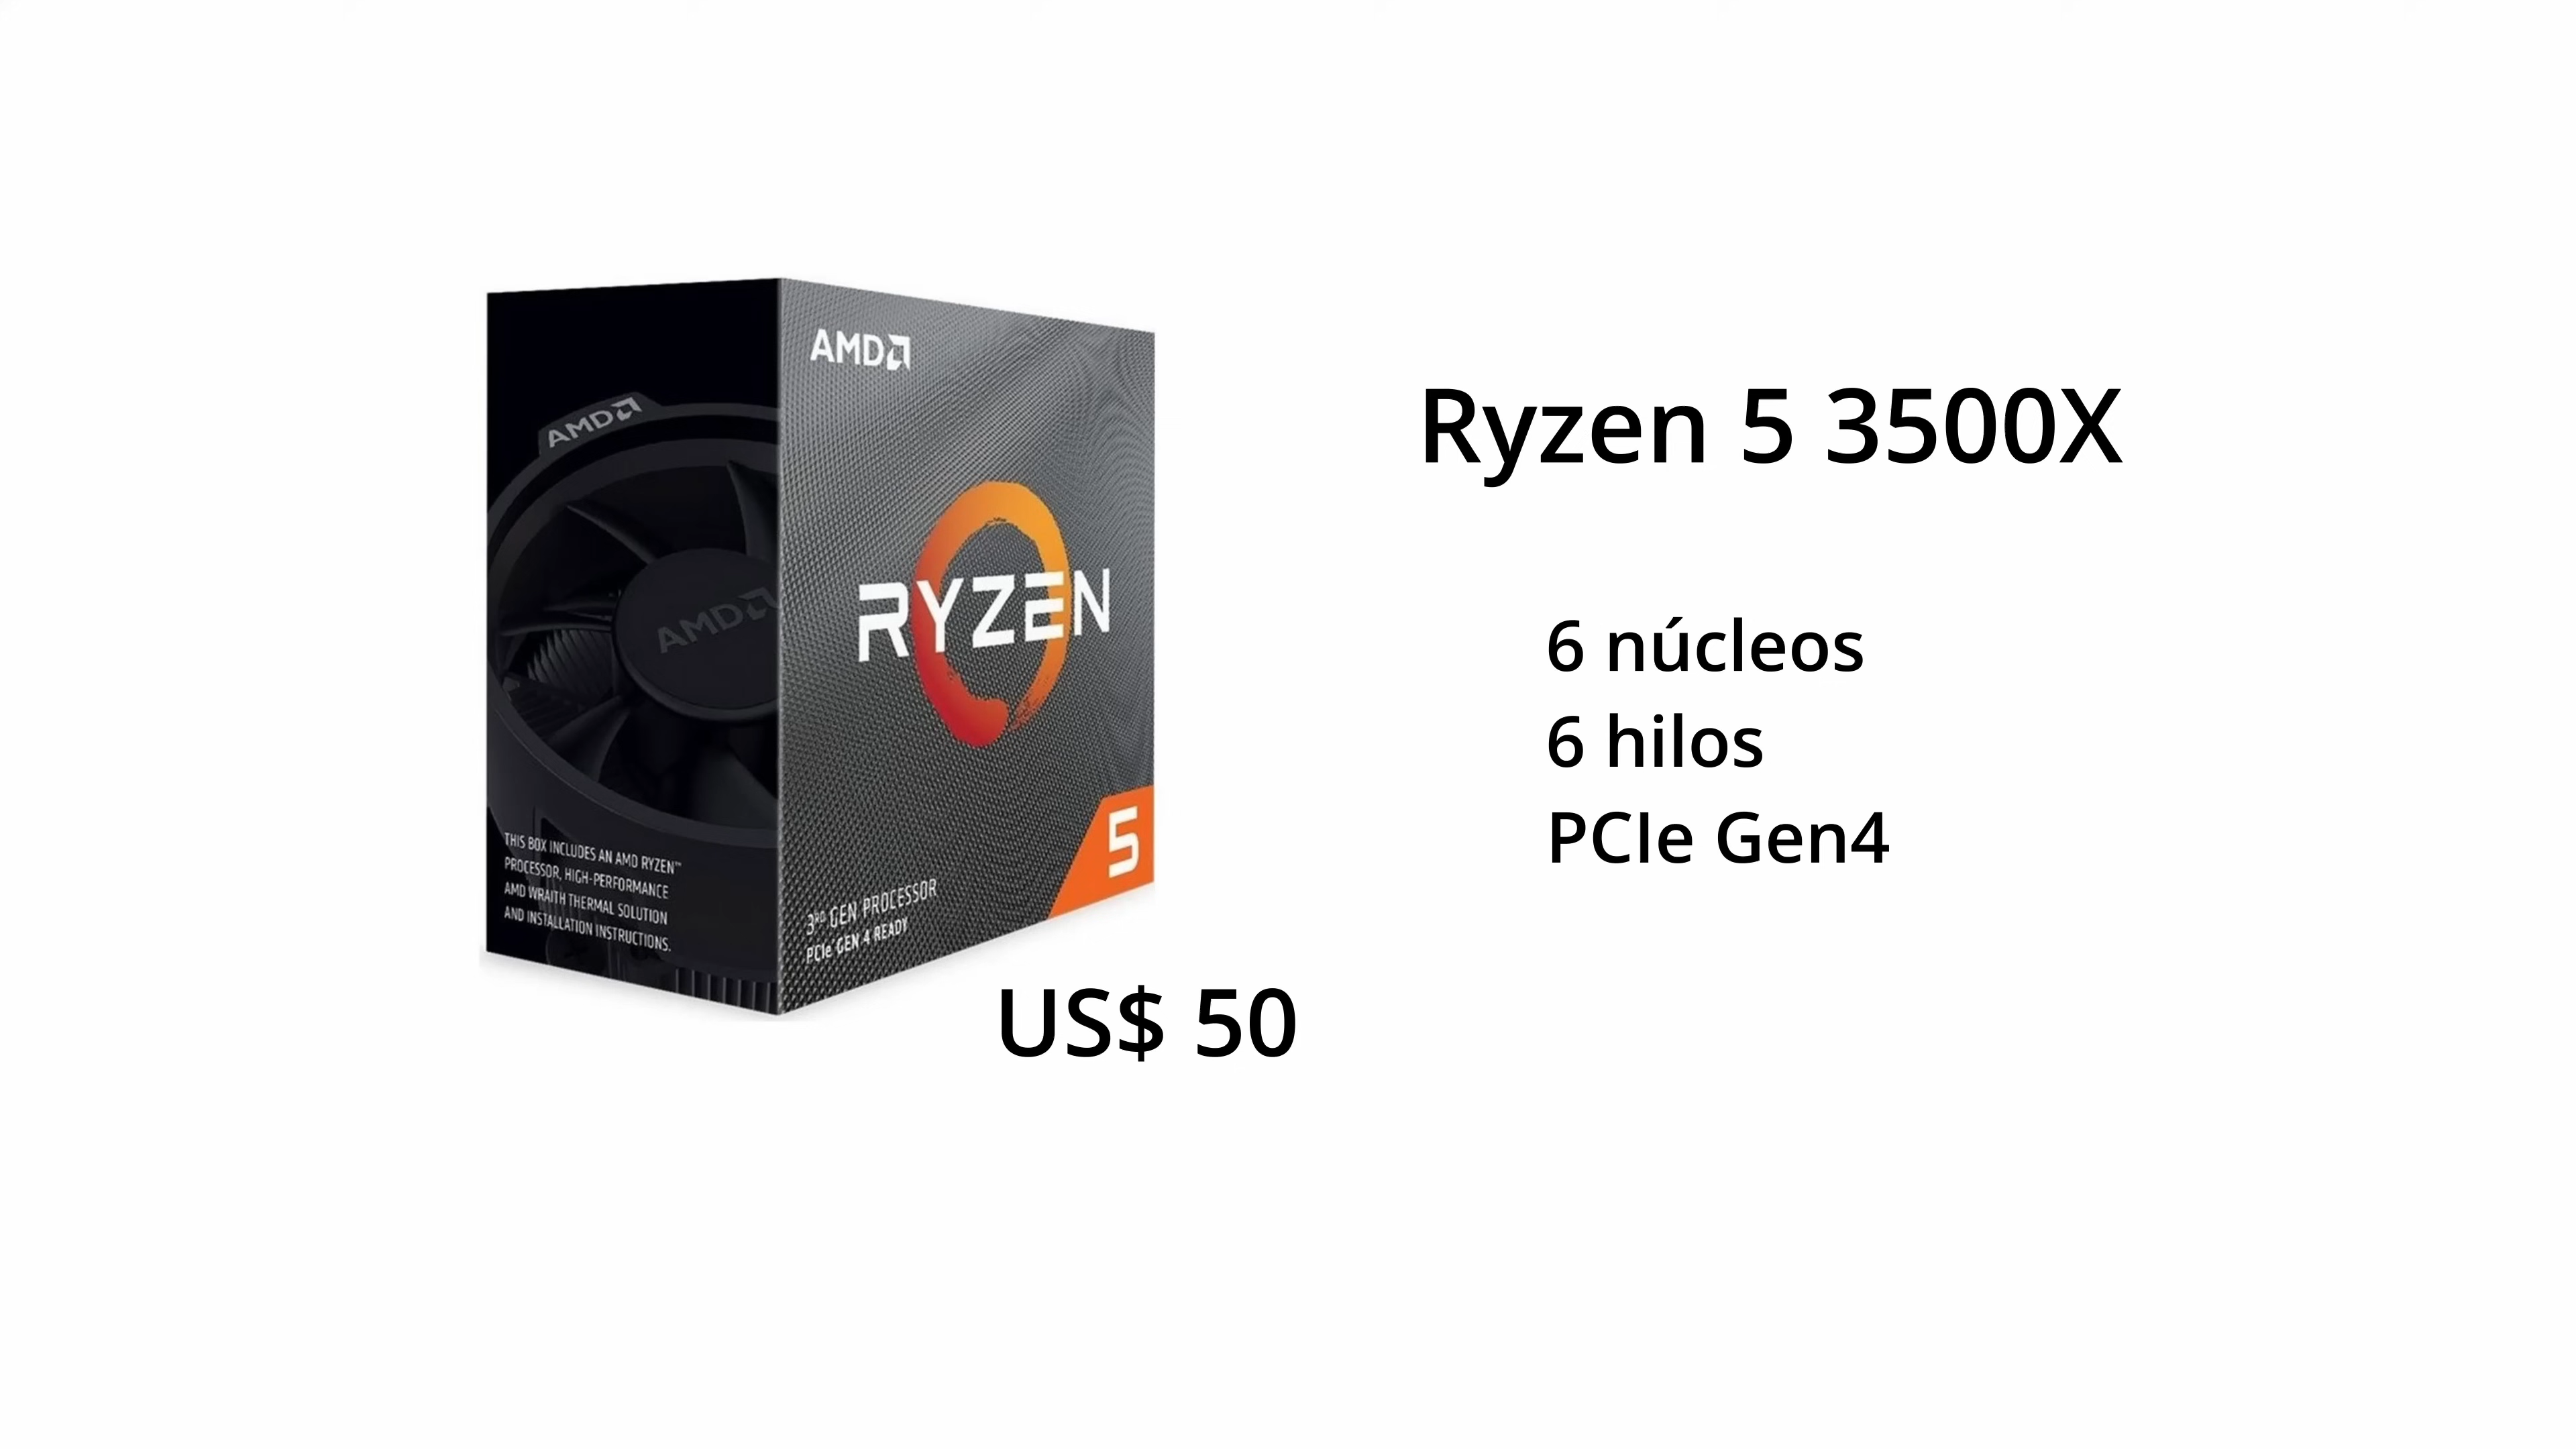 AMD
AMD
AMD
RYZEN
5
THIS BOX INCLUDES AN AMD RYZEN™
PROCESSOR, HIGH-PERFORMANCE
AMD WRAITH THERMAL SOLUTION
AND INSTALLATION INSTRUCTIONS.
3RD GEN PROCESSOR
PCIe GEN 4 READY
US$ 50
Ryzen 5 3500X
6 núcleos
6 hilos
PCIe Gen4